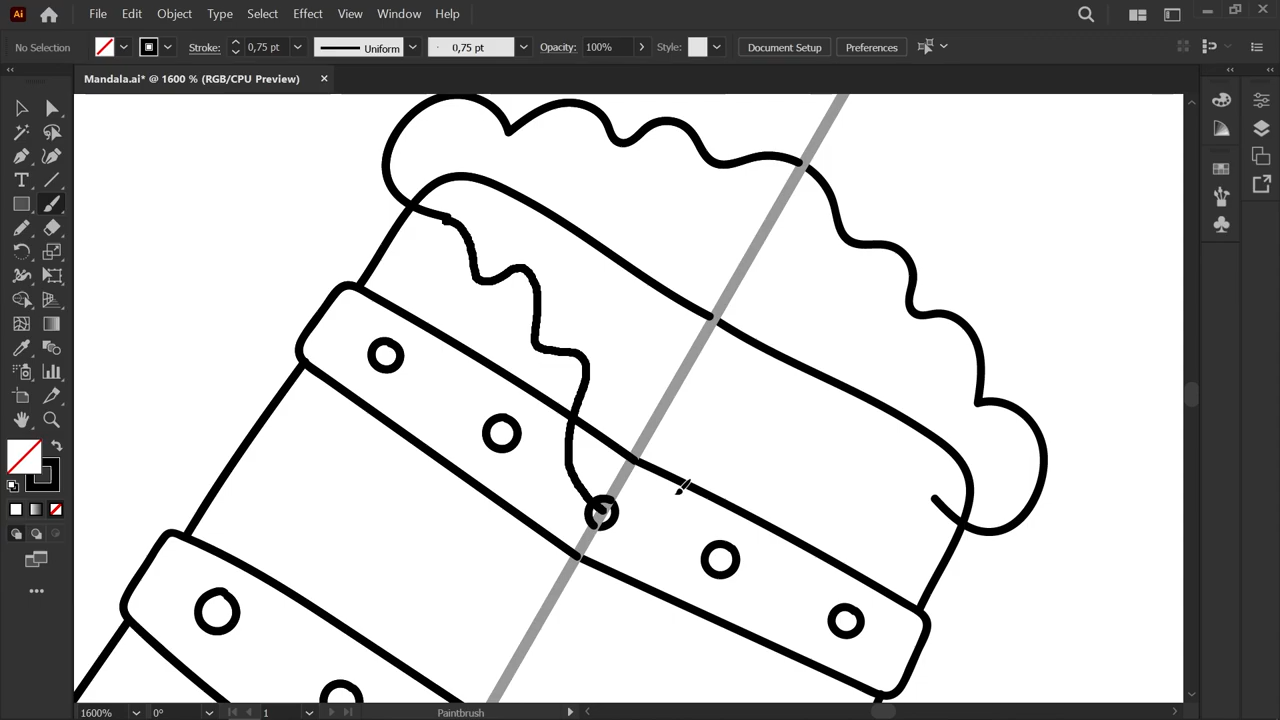 Ai File Edit Object Type Select Effect View Window Help
No Selection Stroke: 0,75 pt Uniform 0,75 pt Opacity: 100% Style: Document Setup Preferences
Mandala.ai* @ 1600 % (RGB/CPU Preview)
1600% 0° 1 Paintbrush